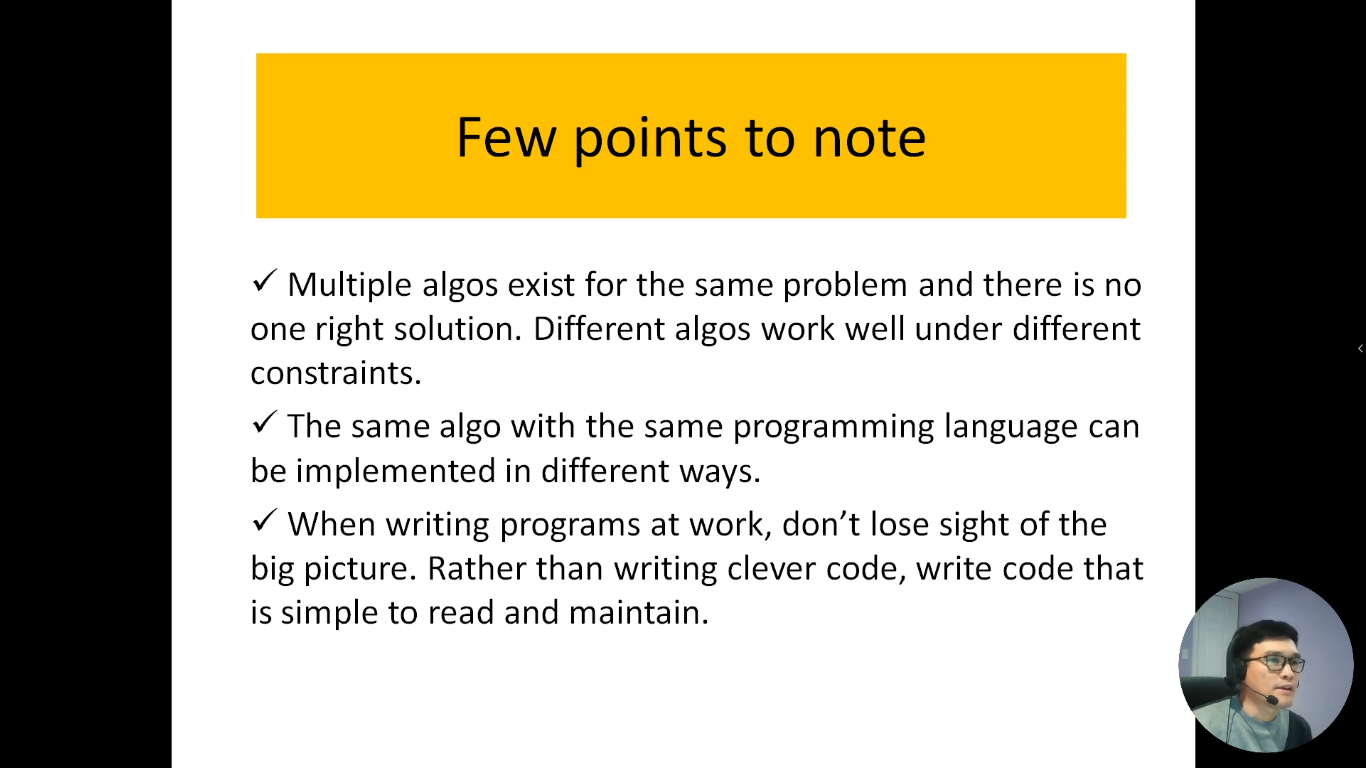 Few points to note
✓ Multiple algos exist for the same problem and there is no
one right solution. Different algos work well under different
constraints.
✓ The same algo with the same programming language can
be implemented in different ways.
✓ When writing programs at work, don’t lose sight of the
big picture. Rather than writing clever code, write code that
is simple to read and maintain.